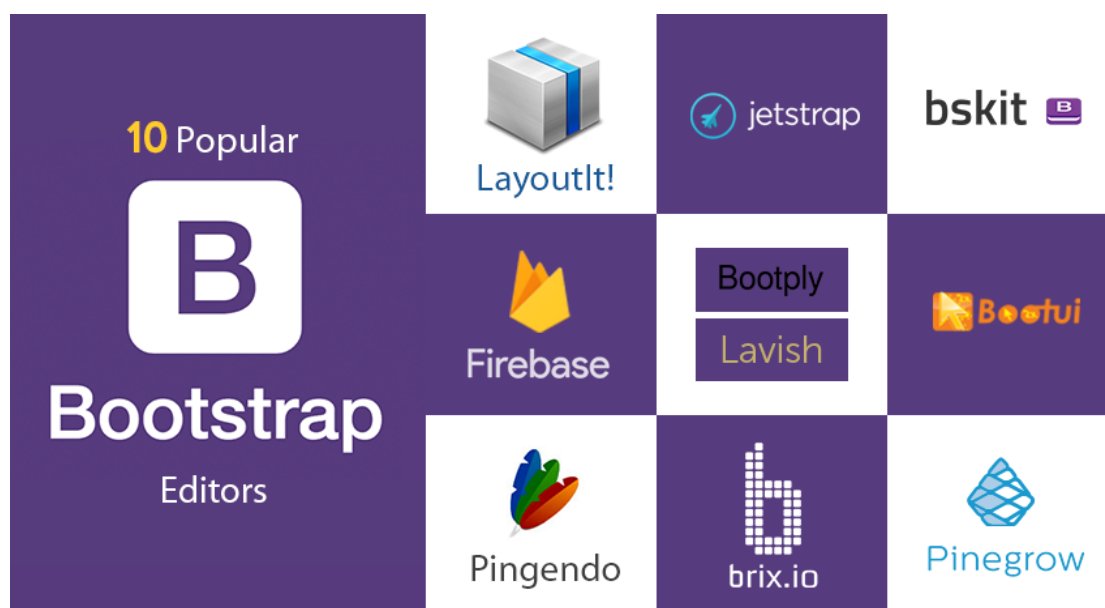 10 Popular
B
Bootstrap
Editors
LayoutIt!
jetstrap
bskit B
Firebase
Bootply
Lavish
Bootui
Pingendo
b
brix.io
Pinegrow